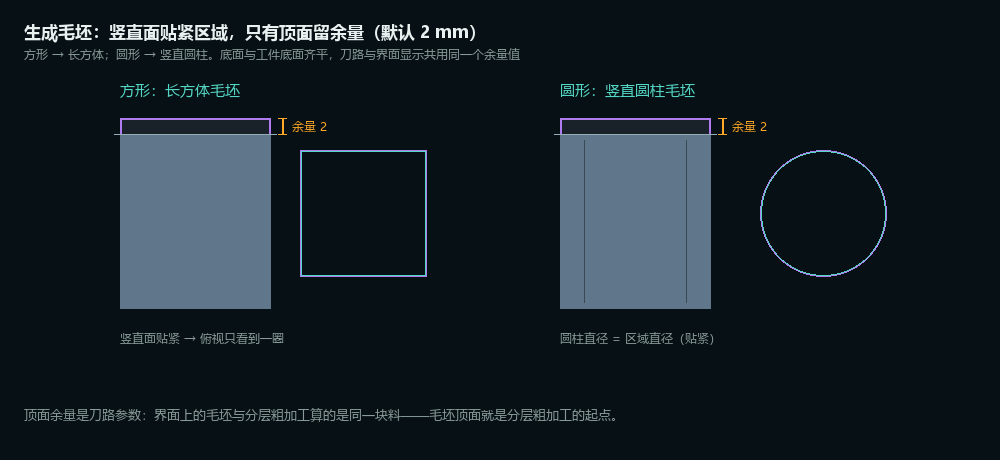 生成毛坯：竖直面贴紧区域，只有顶面留余量（默认 2 mm）
方形 → 长方体；圆形 → 竖直圆柱。底面与工件底面齐平，刀路与界面显示共用同一个余量值
方形：长方体毛坯
圆形：竖直圆柱毛坯
余量 2
余量 2
竖直面贴紧 → 俯视只看到一圈
圆柱直径 = 区域直径（贴紧）
顶面余量是刀路参数：界面上的毛坯与分层粗加工算的是同一块料——毛坯顶面就是分层粗加工的起点。